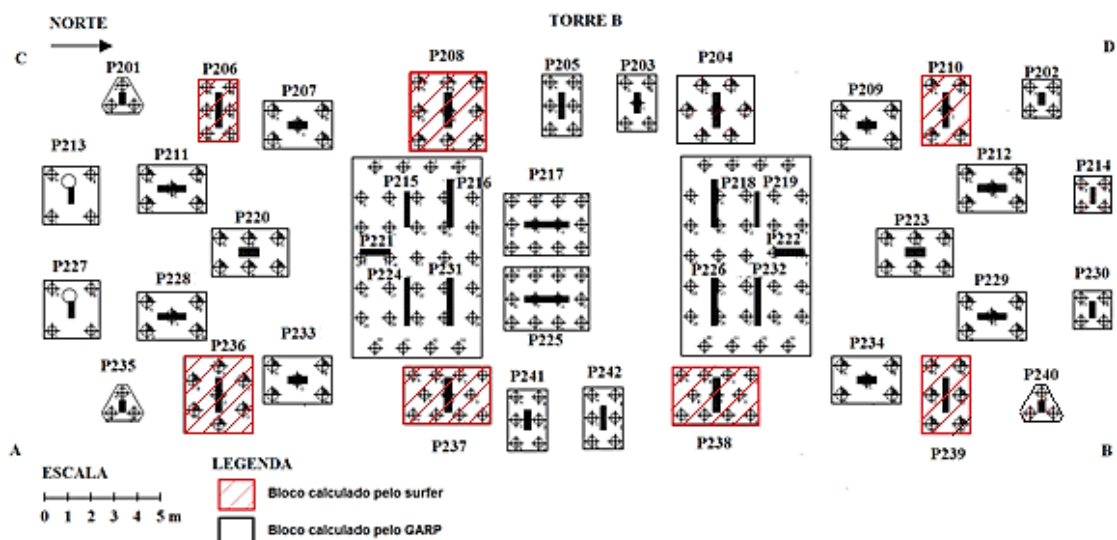 NORTE
TORRE B
C
D
P201
P206
P207
P208
P205
P203
P204
P209
P210
P202
P213
P211
P215
P216
P217
P218
P219
P212
P214
P220
P221
P222
P223
P227
P228
P224
P231
P226
P232
P229
P230
P225
P235
P236
P233
P241
P242
P234
P239
P240
P237
P238
A
B
ESCALA
0 1 2 3 4 5 m
LEGENDA
Bloco calculado pelo surfer
Bloco calculado pelo GARP